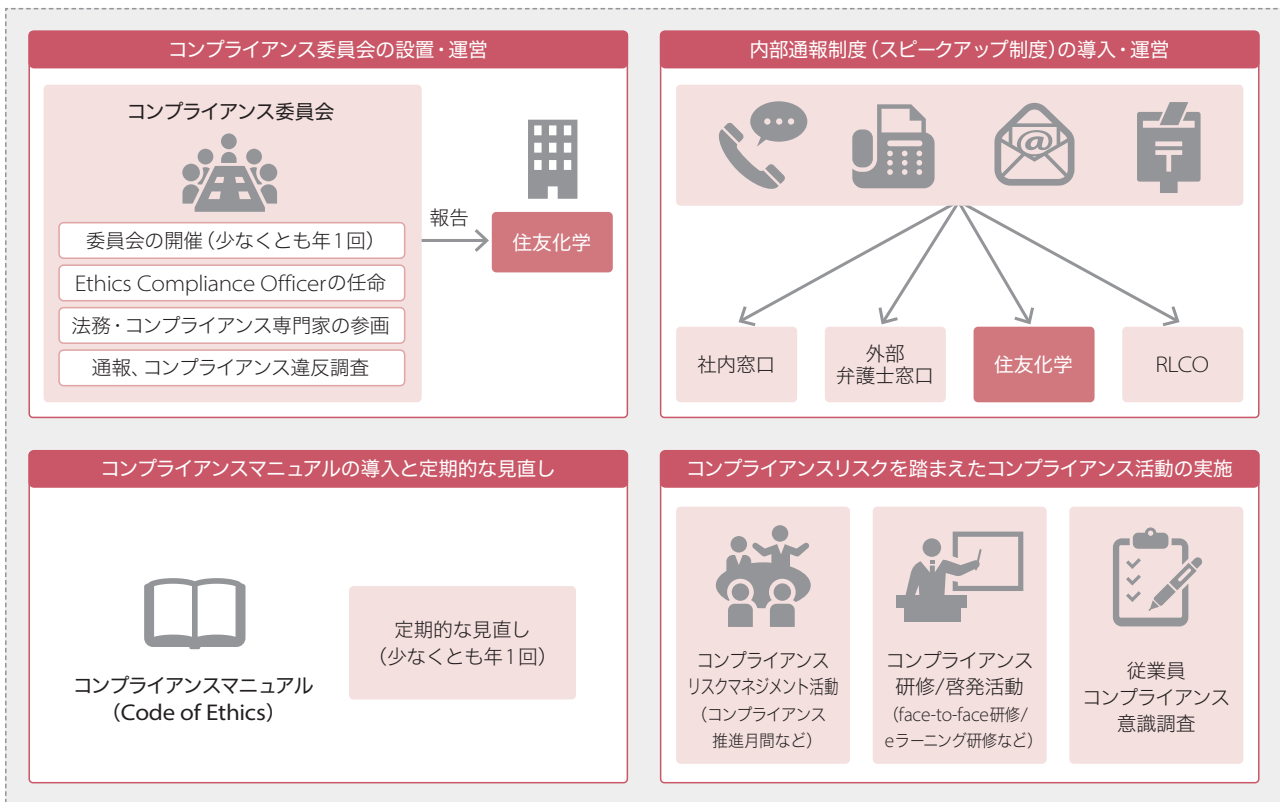 コンプライアンス委員会の設置・運営
コンプライアンス委員会
委員会の開催（少なくとも年1回）
Ethics Compliance Officerの任命
法務・コンプライアンス専門家の参画
通報、コンプライアンス違反調査
報告
住友化学
内部通報制度（スピークアップ制度）の導入・運営
@
社内窓口
外部
弁護士窓口
住友化学
RLCO
コンプライアンスマニュアルの導入と定期的な見直し
コンプライアンスマニュアル
（Code of Ethics）
定期的な見直し
（少なくとも年1回）
コンプライアンスリスクを踏まえたコンプライアンス活動の実施
コンプライアンス
リスクマネジメント活動
（コンプライアンス
推進月間など）
コンプライアンス
研修/啓発活動
（face-to-face研修/
eラーニング研修など）
従業員
コンプライアンス
意識調査